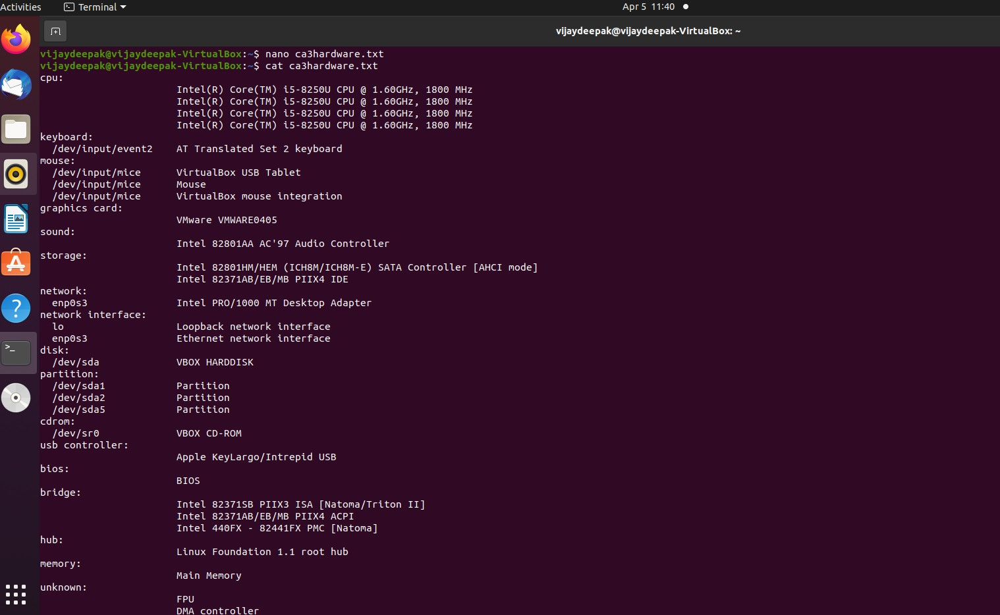 Activities
Terminal
Apr 5 11:40
vijaydeepak@vijaydeepak-VirtualBox: ~
vijaydeepak@vijaydeepak-VirtualBox:~$ nano ca3hardware.txt
vijaydeepak@vijaydeepak-VirtualBox:~$ cat ca3hardware.txt
cpu:
Intel(R) Core(TM) i5-8250U CPU @ 1.60GHz, 1800 MHz
Intel(R) Core(TM) i5-8250U CPU @ 1.60GHz, 1800 MHz
Intel(R) Core(TM) i5-8250U CPU @ 1.60GHz, 1800 MHz
Intel(R) Core(TM) i5-8250U CPU @ 1.60GHz, 1800 MHz
keyboard:
/dev/input/event2 AT Translated Set 2 keyboard
mouse:
/dev/input/mice VirtualBox USB Tablet
/dev/input/mice Mouse
/dev/input/mice VirtualBox mouse integration
graphics card:
VMware VMWARE0405
sound:
Intel 82801AA AC'97 Audio Controller
storage:
Intel 82801HM/HEM (ICH8M/ICH8M-E) SATA Controller [AHCI mode]
Intel 82371AB/EB/MB PIIX4 IDE
network:
enp0s3 Intel PRO/1000 MT Desktop Adapter
network interface:
lo Loopback network interface
enp0s3 Ethernet network interface
disk:
/dev/sda VBOX HARDDISK
partition:
/dev/sda1 Partition
/dev/sda2 Partition
/dev/sda5 Partition
cdrom:
/dev/sr0 VBOX CD-ROM
usb controller:
Apple KeyLargo/Intrepid USB
bios:
BIOS
bridge:
Intel 82371SB PIIX3 ISA [Natoma/Triton II]
Intel 82371AB/EB/MB PIIX4 ACPI
Intel 440FX - 82441FX PMC [Natoma]
hub:
Linux Foundation 1.1 root hub
memory:
Main Memory
unknown:
FPU
DMA controller